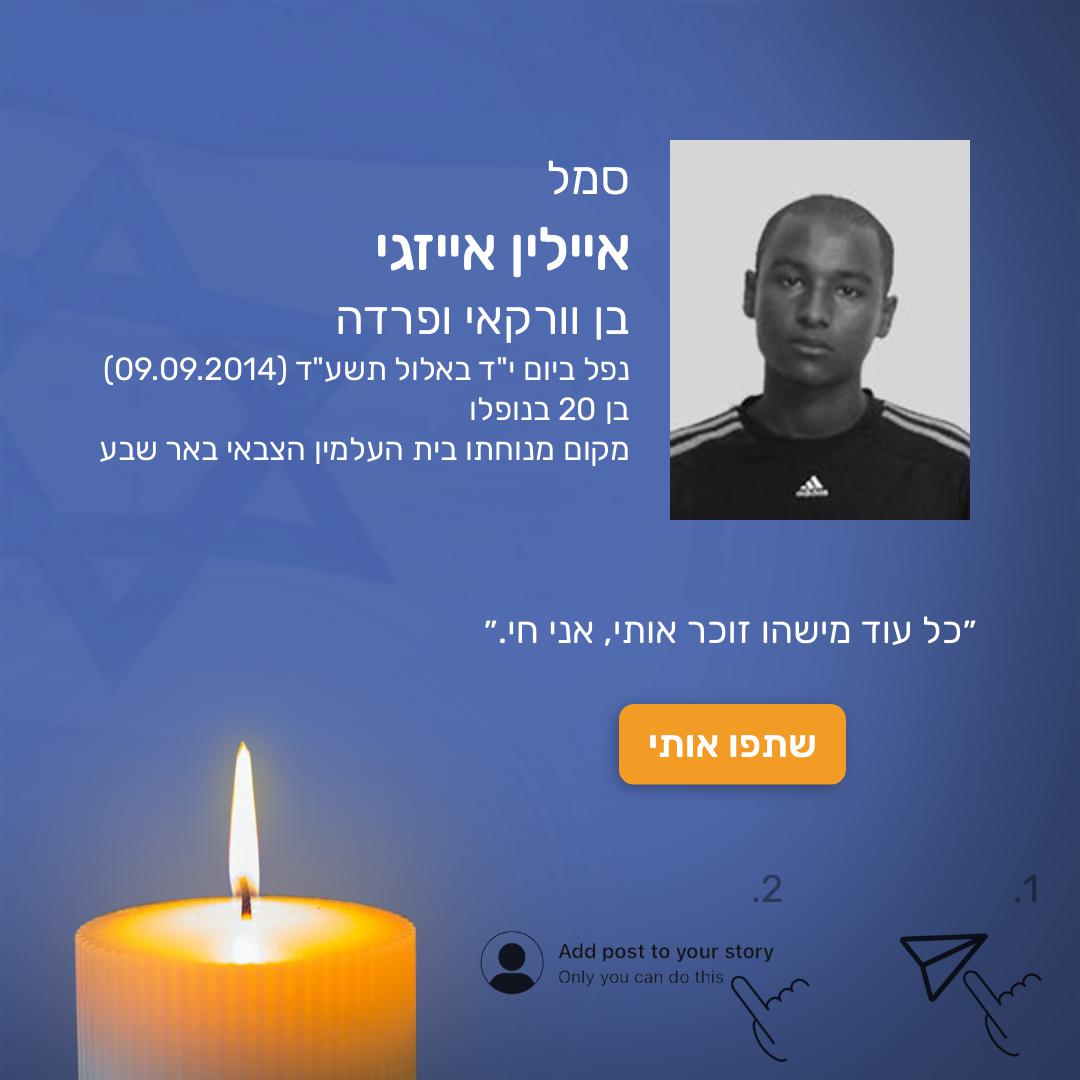 סמל
איילין אייזגי
בן וורקאי ופרדה
נפל ביום י"ד באלול תשע"ד (09.09.2014)
בן 20 בנופלו
מקום מנוחתו בית העלמין הצבאי באר שבע
adidas
״כל עוד מישהו זוכר אותי, אני חי.״
שתפו אותי
.1
.2
Add post to your story
Only you can do this